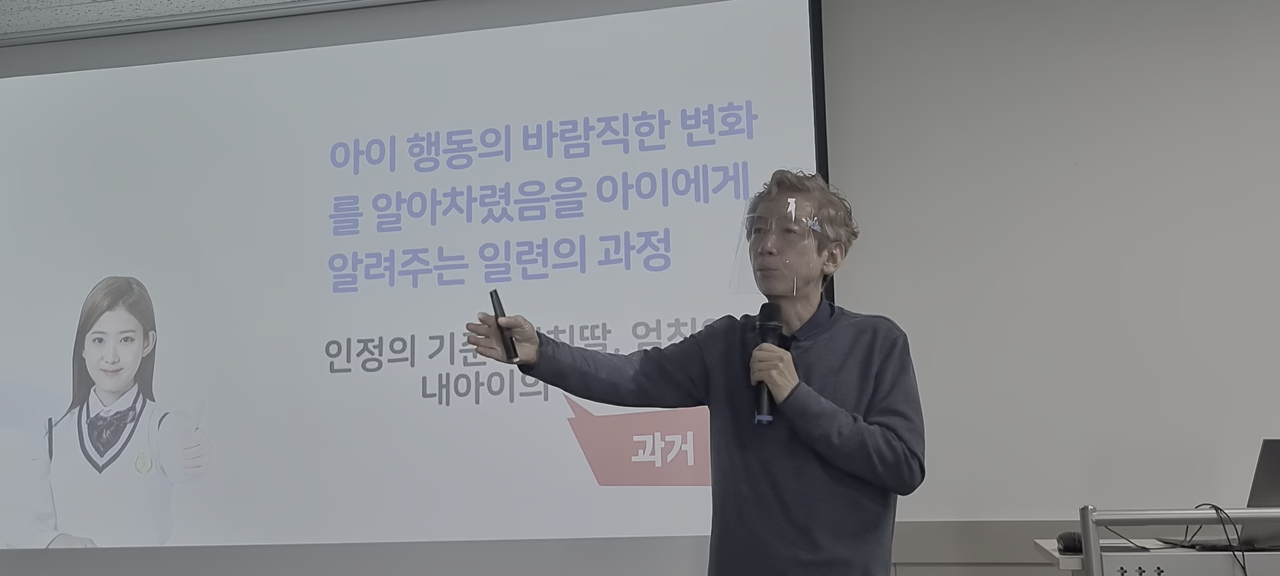 아이 행동의 바람직한 변화
를 알아차렸음을 아이에게
알려주는 일련의 과정
인정의 기준
내아이의
과거